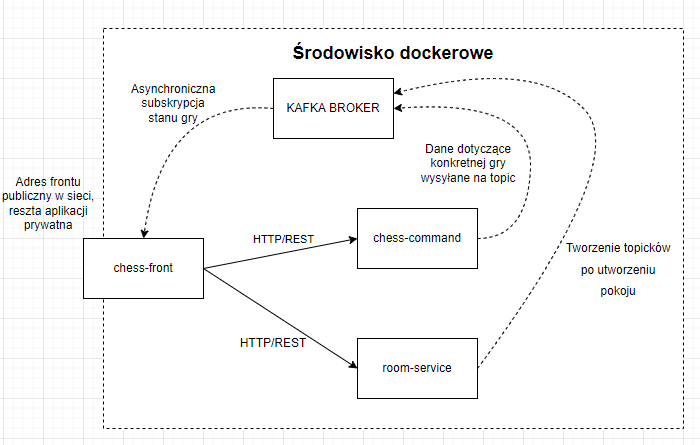 Środowisko dockerowe
Asynchroniczna
subskrypcja
stanu gry
KAFKA BROKER
Dane dotyczące
konkretnej gry
wysyłane na topic
Adres frontu
publiczny w sieci,
reszta aplikacji
prywatna
chess-front
HTTP/REST
chess-command
Tworzenie topicków
po utworzeniu
pokoju
HTTP/REST
room-service